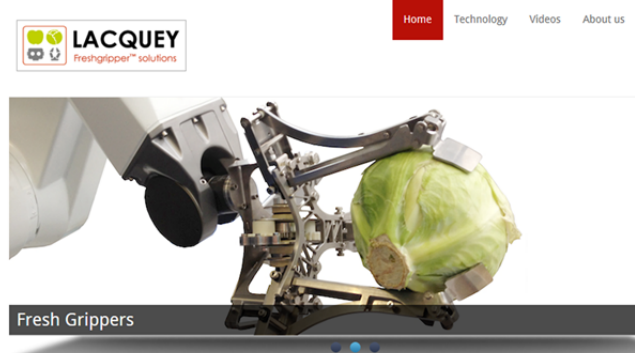 LACQUEY
Freshgripper™ solutions
Home
Technology
Videos
About us
Fresh Grippers